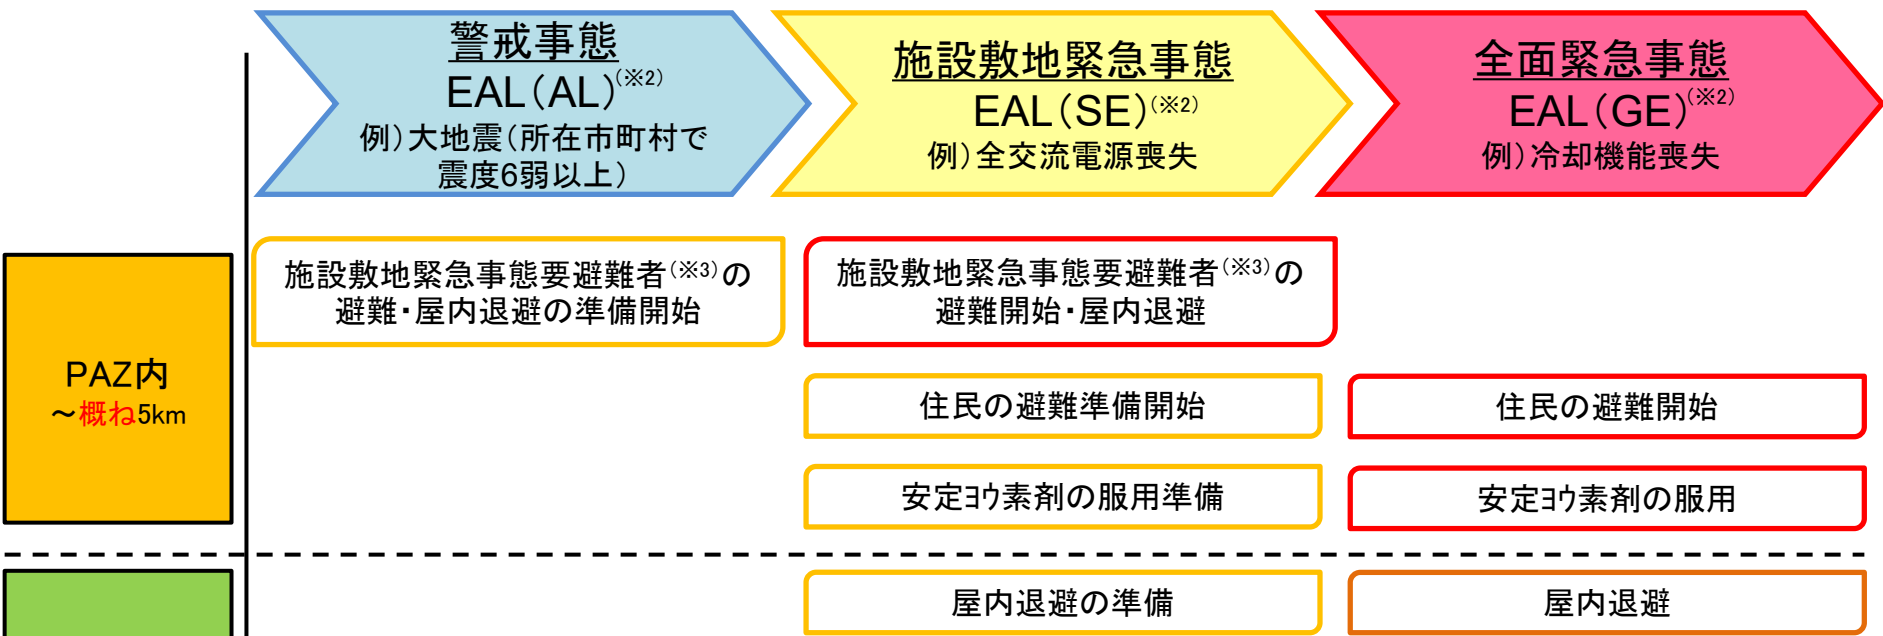 警戒事態
EAL(AL)(※2)
例)大地震(所在市町村で
震度6弱以上)
施設敷地緊急事態
EAL(SE)(※2)
例)全交流電源喪失
全面緊急事態
EAL(GE)(※2)
例)冷却機能喪失
PAZ内
～概ね5km
施設敷地緊急事態要避難者(※3)の
避難・屋内退避の準備開始
施設敷地緊急事態要避難者(※3)の
避難開始・屋内退避
住民の避難準備開始
住民の避難開始
安定ﾖｳ素剤の服用準備
安定ﾖｳ素剤の服用
屋内退避の準備
屋内退避